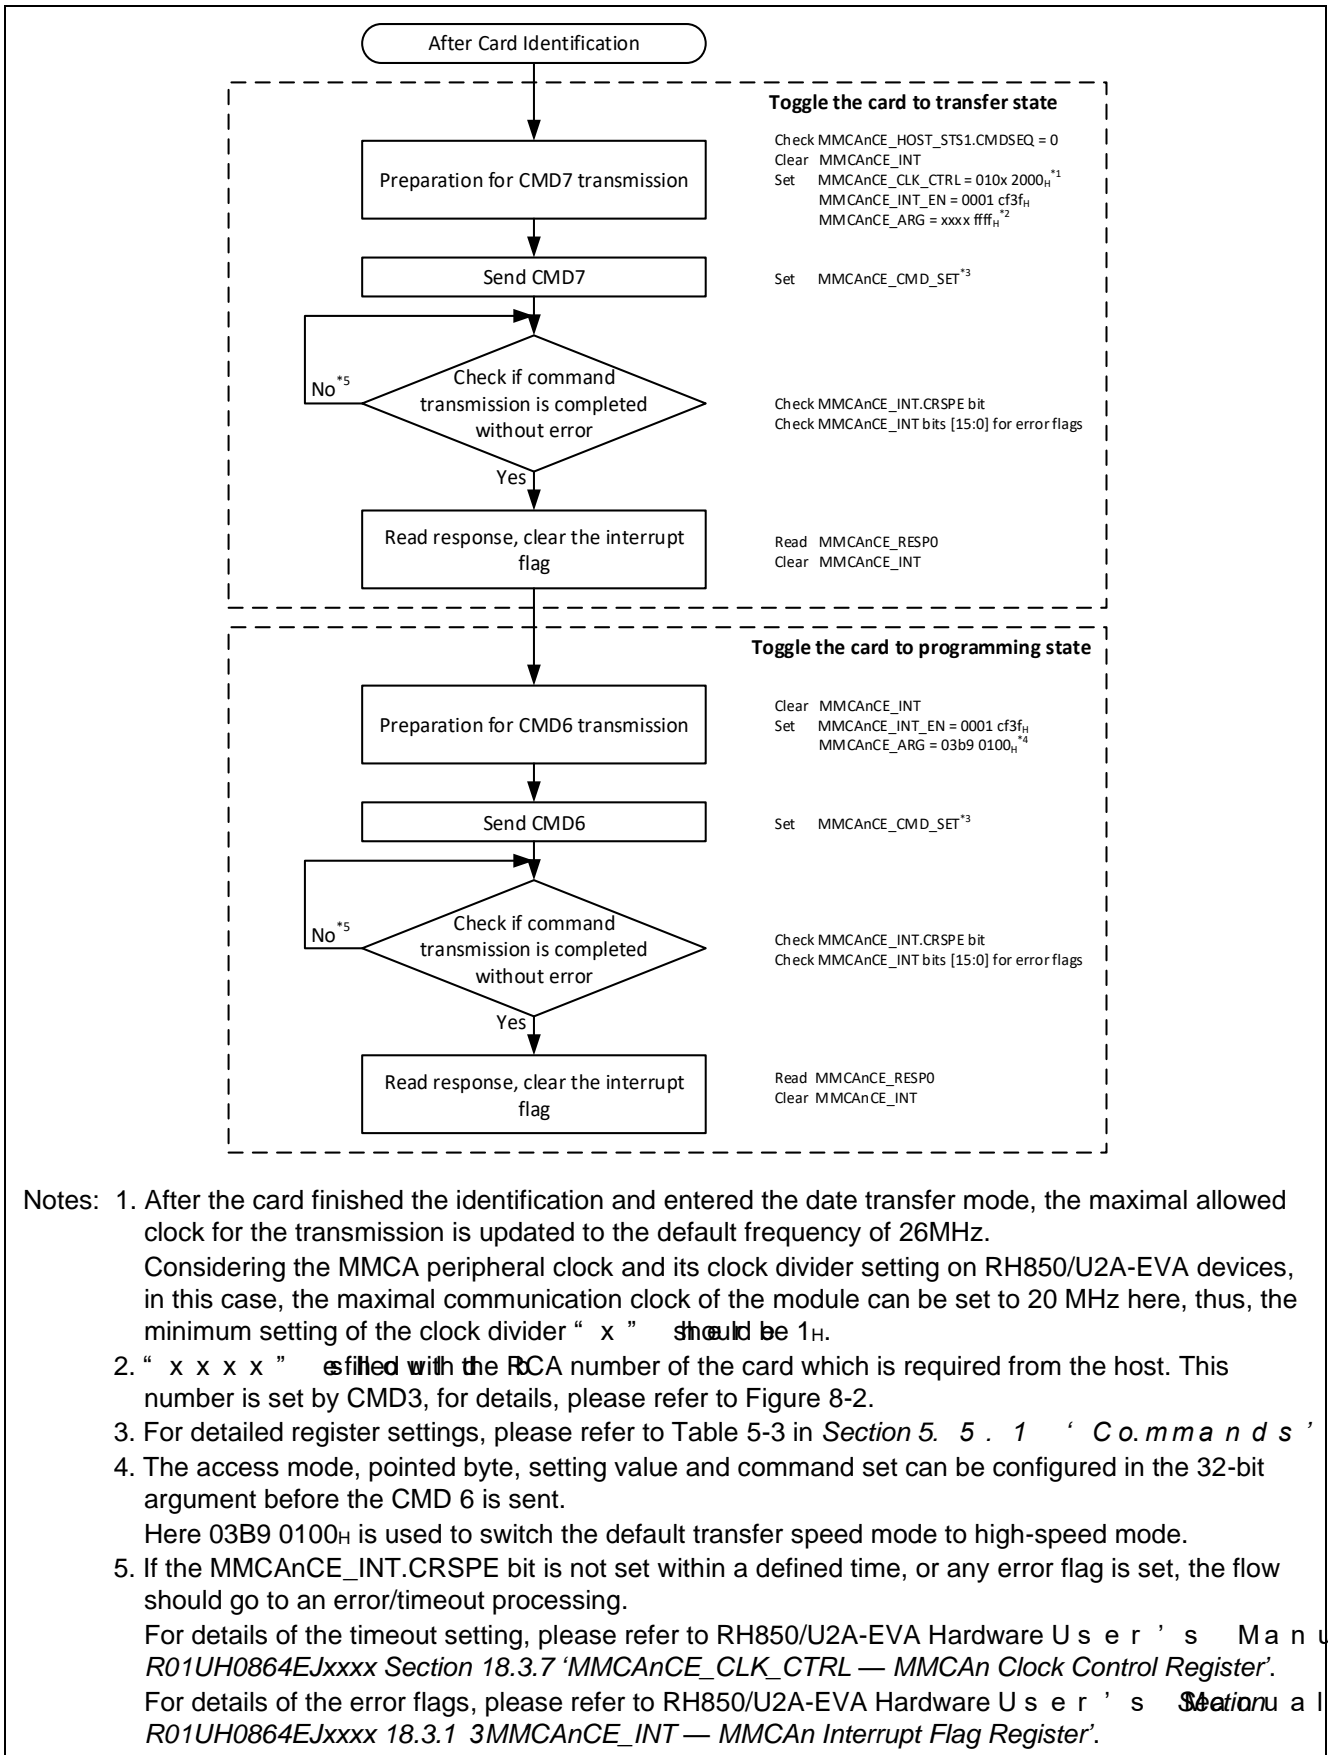 After Card Identification
Toggle the card to transfer state
Preparation for CMD7 transmission
Check MMCAnCE_HOST_STS1.CMDSEQ = 0
Clear MMCAnCE_INT
Set MMCAnCE_CLK_CTRL = 010x 2000H*1
MMCAnCE_INT_EN = 0001 cf3fH
MMCAnCE_ARG = xxxx ffffH*2
Send CMD7
Set MMCAnCE_CMD_SET*3
No*5
Check if command
transmission is completed
without error
Check MMCAnCE_INT.CRSPE bit
Check MMCAnCE_INT bits [15:0] for error flags
Yes
Read response, clear the interrupt
flag
Read MMCAnCE_RESP0
Clear MMCAnCE_INT
Toggle the card to programming state
Preparation for CMD6 transmission
Clear MMCAnCE_INT
Set MMCAnCE_INT_EN = 0001 cf3fH
MMCAnCE_ARG = 03b9 0100H*4
Send CMD6
Set MMCAnCE_CMD_SET*3
No*5
Check if command
transmission is completed
without error
Check MMCAnCE_INT.CRSPE bit
Check MMCAnCE_INT bits [15:0] for error flags
Yes
Read response, clear the interrupt
flag
Read MMCAnCE_RESP0
Clear MMCAnCE_INT
Notes: 1. After the card finished the identification and entered the date transfer mode, the maximal allowed
clock for the transmission is updated to the default frequency of 26MHz.
Considering the MMCA peripheral clock and its clock divider setting on RH850/U2A-EVA devices,
in this case, the maximal communication clock of the module can be set to 20 MHz here, thus, the
minimum setting of the clock divider “ x ” should be 1H.
2. “ x x x x ” filled with the RCA number of the card which is required from the host. This
number is set by CMD3, for details, please refer to Figure 8-2.
3. For detailed register settings, please refer to Table 5-3 in Section 5. 5 . 1 ‘ Co.mmands’
4. The access mode, pointed byte, setting value and command set can be configured in the 32-bit
argument before the CMD 6 is sent.
Here 03B9 0100H is used to switch the default transfer speed mode to high-speed mode.
5. If the MMCAnCE_INT.CRSPE bit is not set within a defined time, or any error flag is set, the flow
should go to an error/timeout processing.
For details of the timeout setting, please refer to RH850/U2A-EVA Hardware User’s Manu
R01UH0864EJxxxx Section 18.3.7 ‘MMCAnCE_CLK_CTRL — MMCAn Clock Control Register’.
For details of the error flags, please refer to RH850/U2A-EVA Hardware User’s Manual Section
R01UH0864EJxxxx 18.3.1 3MMCAnCE_INT — MMCAn Interrupt Flag Register’.